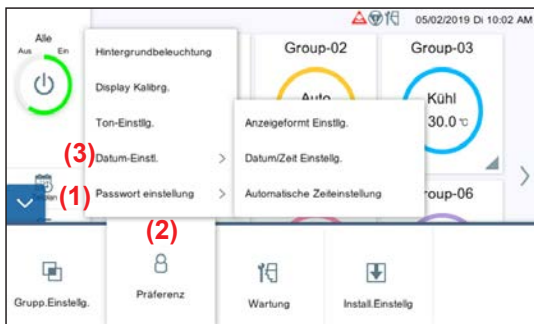 05/02/2019 Di 10:02 AM
Alle
Aus Ein
Hintergrundbeleuchtung
Display Kalibrg.
Ton-Einstllg.
(3) Datum-Einstl. >
(1) Passwort einstellung >
(2)
Group-02
Auto
Group-03
Kühl
30.0 °C
Anzeigeformt Einstllg.
Datum/Zeit Einstellg.
Automatische Zeiteinstellung
roup-06
Grupp.Einstellg.
Präferenz
Wartung
Install.Einstellg